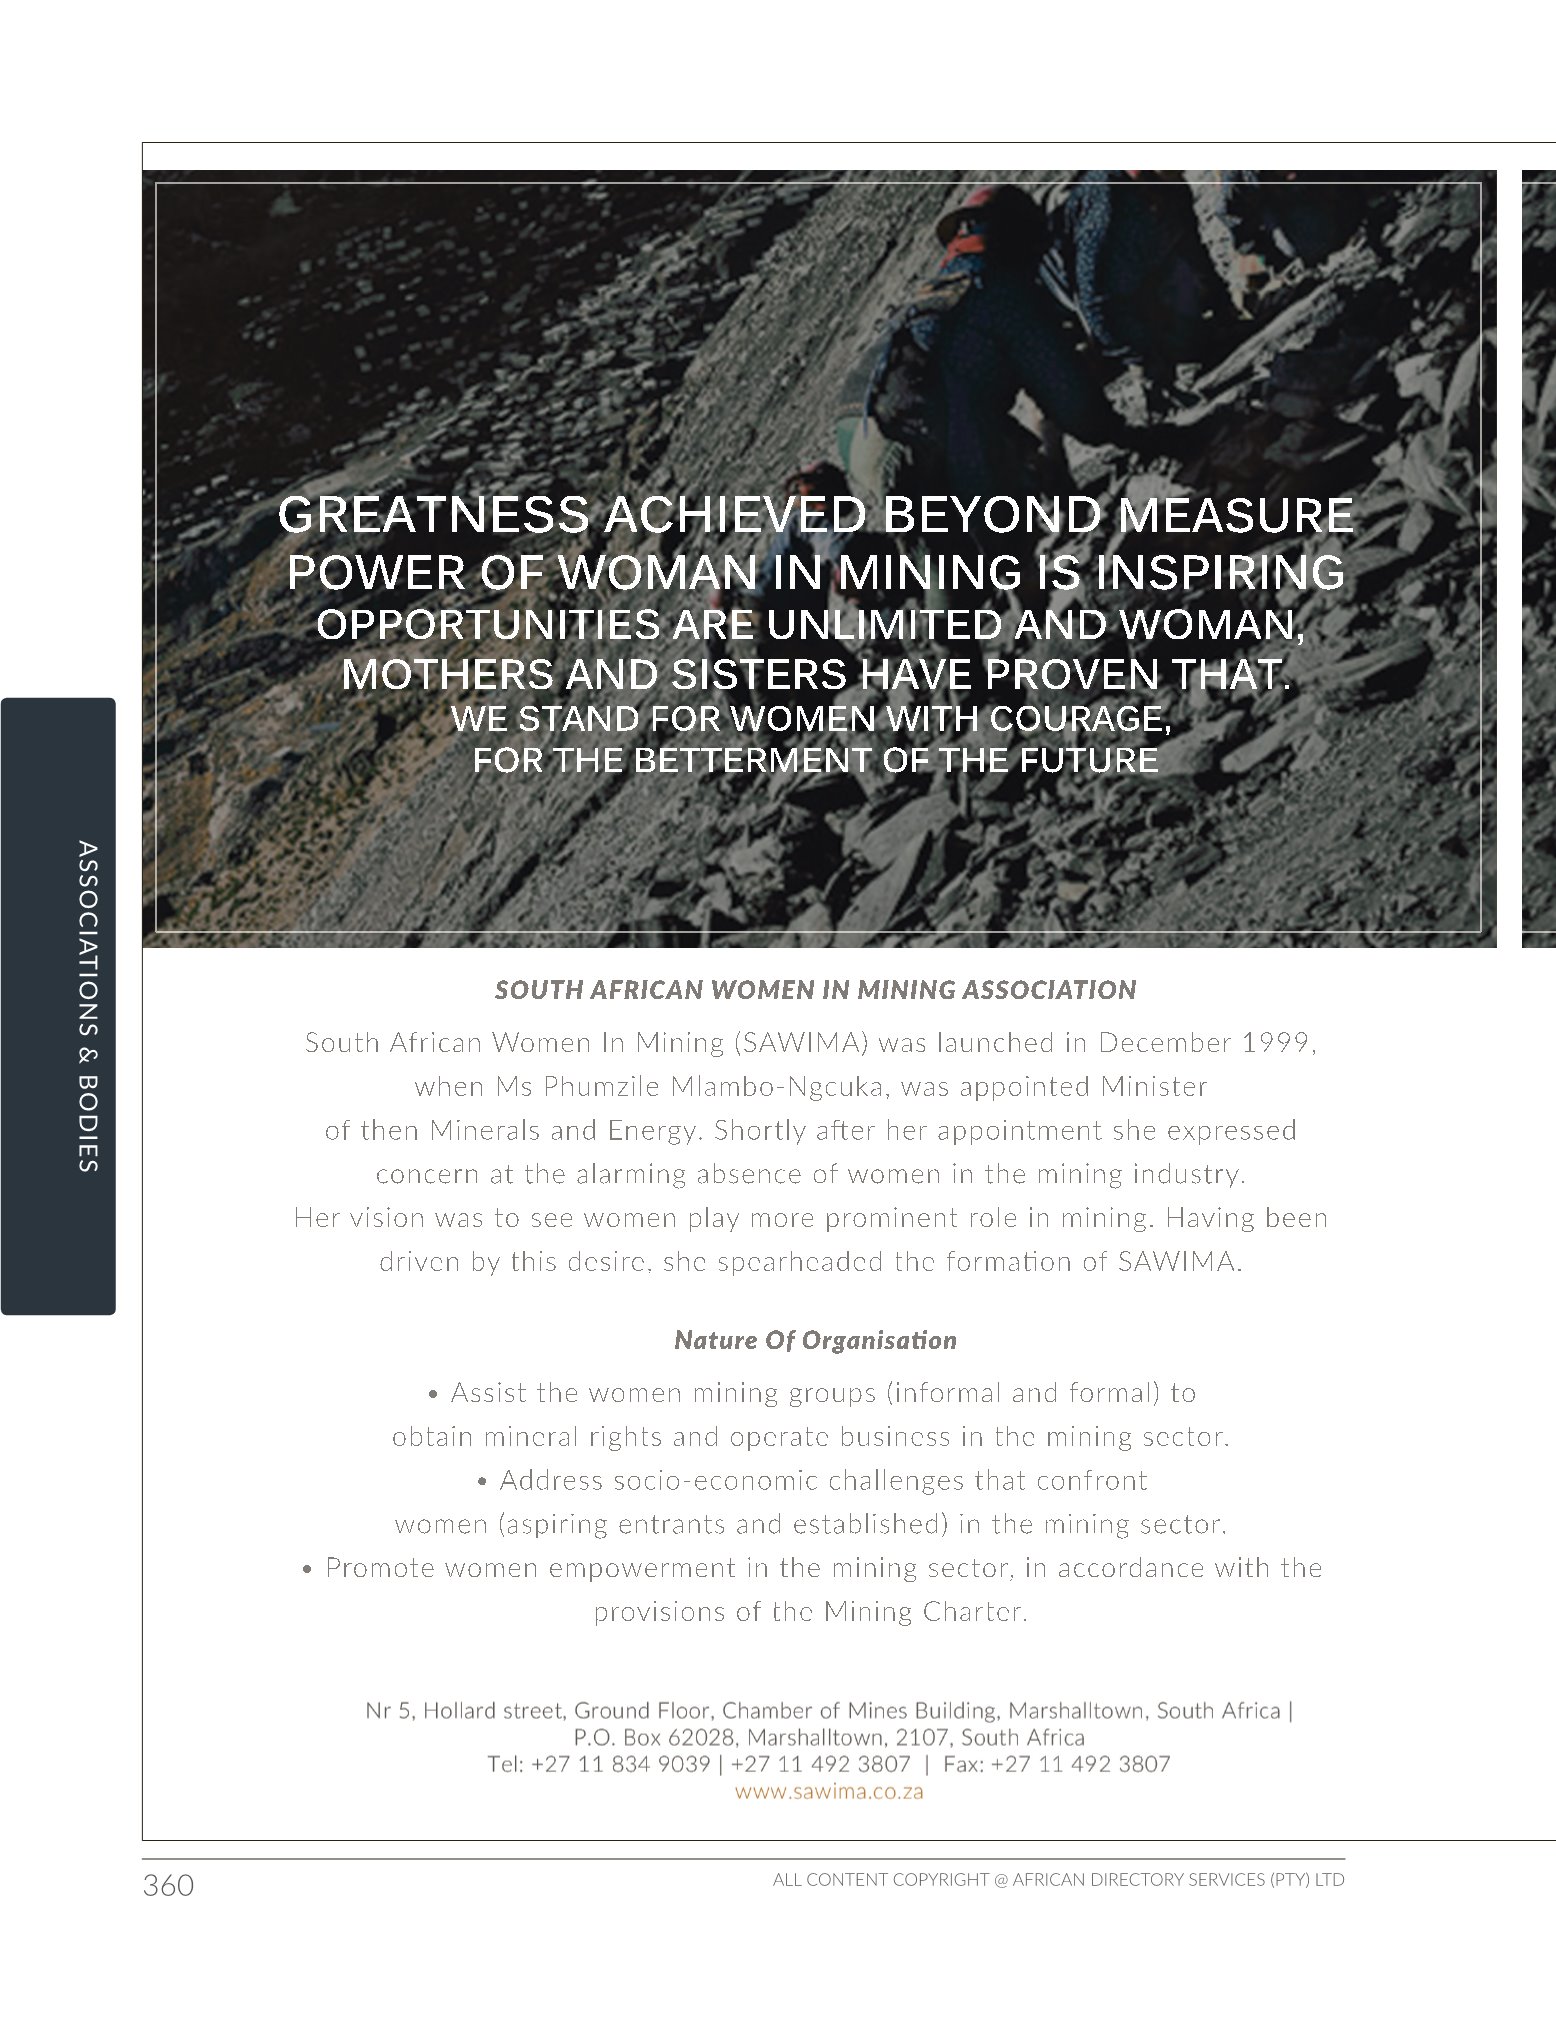 GREATNESS ACHIEVED BEYOND MEASURE
POWER OF WOMAN IN MINING IS INSPIRING
OPPORTUNITIES ARE UNLIMITED AND WOMAN,
MOTHERS AND SISTERS HAVE PROVEN THAT.
WE STAND FOR WOMEN WITH COURAGE,
FOR THE BETTERMENT OF THE FUTURE
ASSOCIATIONS & BODIES
SOUTH AFRICAN WOMEN IN MINING ASSOCIATION
South African Women In Mining (SAWIMA) was launched in December 1999,
when Ms Phumzile Mlambo-Ngcuka, was appointed Minister
of then Minerals and Energy. Shortly after her appointment she expressed
concern at the alarming absence of women in the mining industry.
Her vision was to see women play more prominent role in mining. Having been
driven by this desire, she spearheaded the formation of SAWIMA.
Nature Of Organisation
• Assist the women mining groups (informal and formal) to
obtain mineral rights and operate business in the mining sector.
• Address socio-economic challenges that confront
women (aspiring entrants and established) in the mining sector.
• Promote women empowerment in the mining sector, in accordance with the
provisions of the Mining Charter.
Nr 5, Hollard street, Ground Floor, Chamber of Mines Building, Marshalltown, South Africa |
P.O. Box 62028, Marshalltown, 2107, South Africa
Tel: +27 11 834 9039 | +27 11 492 3807 | Fax: +27 11 492 3807
www.sawima.co.za
360
ALL CONTENT COPYRIGHT @ AFRICAN DIRECTORY SERVICES (PTY) LTD